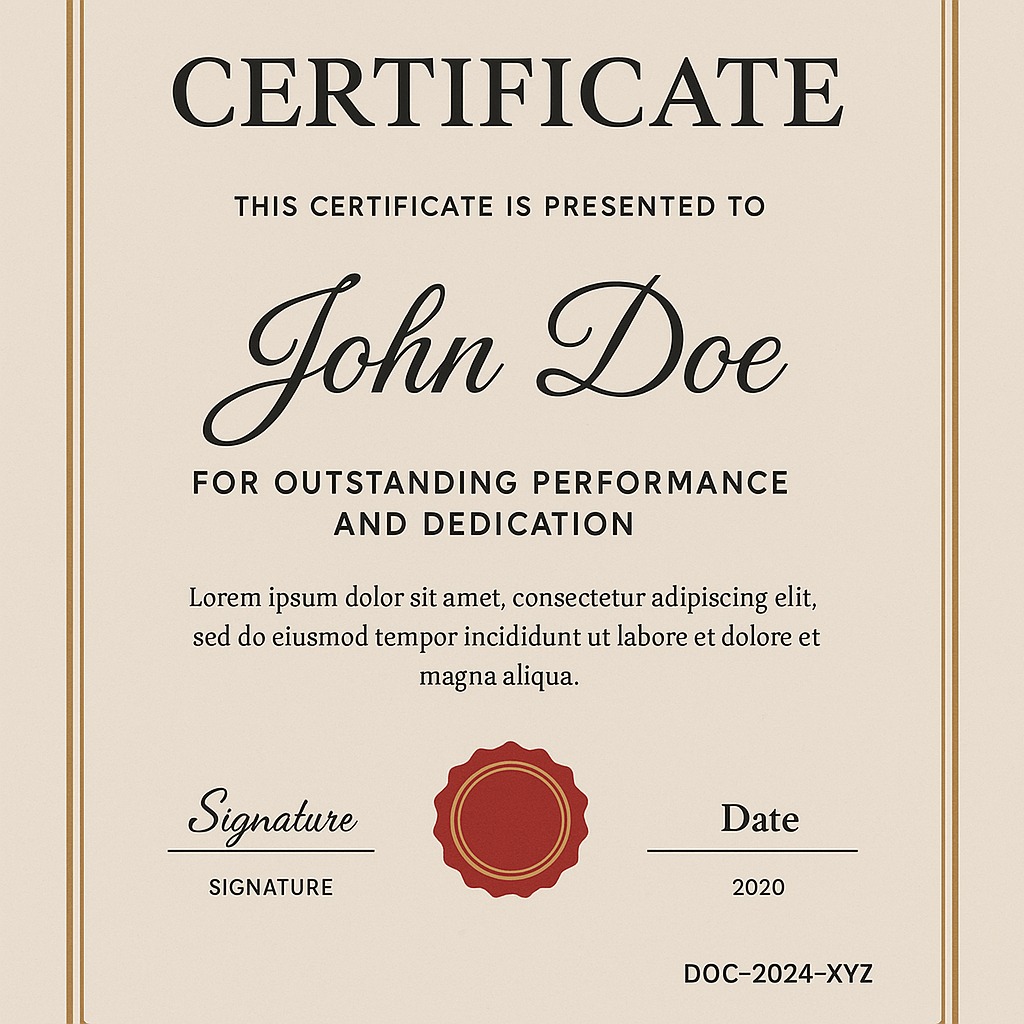 CERTIFICATE
THIS CERTIFICATE IS PRESENTED TO
John Doe
FOR OUTSTANDING PERFORMANCE
AND DEDICATION
Lorem ipsum dolor sit amet, consectetur adipiscing elit,
sed do eiusmod tempor incididunt ut labore et dolore et
magna aliqua.
Signature
SIGNATURE
Date
2020
DOC–2024–XYZ